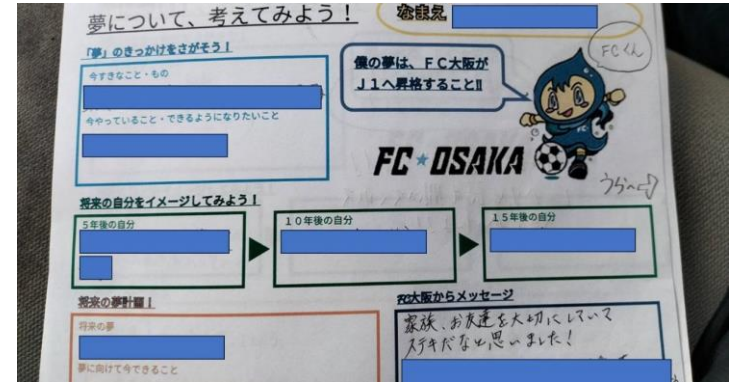 夢について、考えてみよう！
なまえ
「夢」のきっかけをさがそう！
今すきなこと・もの
今やっていること・できるようになりたいこと
僕の夢は、ＦＣ大阪が
Ｊ１へ昇格すること!!
FCくん
FC★OSAKA
うらへ
将来の自分をイメージしてみよう！
５年後の自分
１０年後の自分
１５年後の自分
将来の夢計画！
将来の夢
夢に向けて今できること
FC大阪からメッセージ
家族、お友達を大切にしていて
ステキだなと思いました！